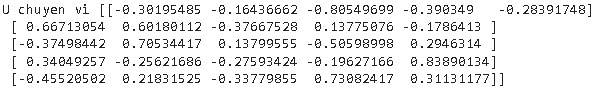 U chuyen vi [[-0.30195485 -0.16436662 -0.80549699 -0.390349 -0.28391748]
[ 0.66713054 0.60180112 -0.37667528 0.13775076 -0.1786413 ]
[-0.37498442 0.70534417 0.13799555 -0.50598998 0.2946314 ]
[ 0.34049257 -0.25621686 -0.27593424 -0.19627166 0.83890134]
[-0.45520502 0.21831525 -0.33779855 0.73082417 0.31131177]]